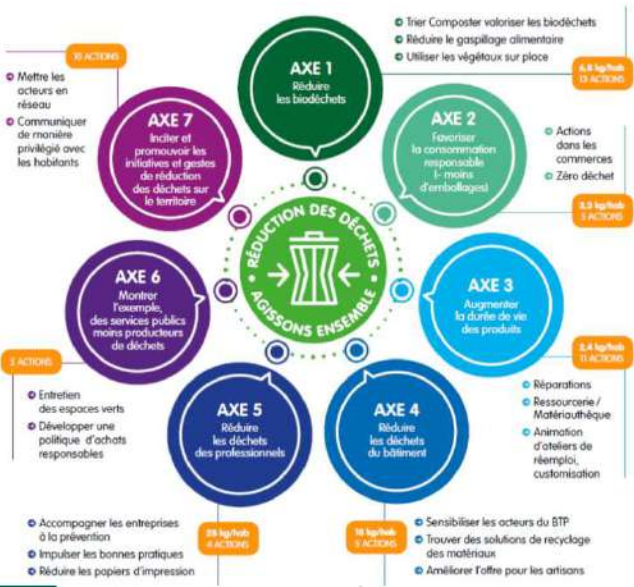 AXE 1
Réduire
les biodéchets
Trier Composter valoriser les biodéchets
Réduire le gaspillage alimentaire
Utiliser les végétaux sur place
6,8 kg/hab
13 ACTIONS
AXE 2
Favoriser
la consommation
responsable
(- moins
d'emballages)
Actions
dans les
commerces
Zéro déchet
5 ACTIONS
AXE 3
Augmenter
la durée de vie
des produits
2,4 kg/hab
11 ACTIONS
Réparations
Ressourcerie /
Matériauthèque
Animation
d'ateliers de
réemploi,
customisation
AXE 4
Réduire
les déchets
du bâtiment
18 kg/hab
5 ACTIONS
Sensibiliser les acteurs du BTP
Trouver des solutions de recyclage
des matériaux
Améliorer l'offre pour les artisans
AXE 5
Réduire
les déchets
des professionnels
28 kg/hab
4 ACTIONS
Accompagner les entreprises
à la prévention
Impulser les bonnes pratiques
Réduire les papiers d'impression
AXE 6
Montrer
l'exemple,
des services publics
moins producteurs
de déchets
3 ACTIONS
Entretien
des espaces verts
Développer une
politique d'achats
responsables
AXE 7
Inciter et
promouvoir les
initiatives et gestes
de réduction
des déchets sur
le territoire
10 ACTIONS
Mettre les
acteurs en
réseau
Communiquer
de manière
privilégié avec
les habitants
RÉDUCTION DES DÉCHETS
AGISSONS ENSEMBLE